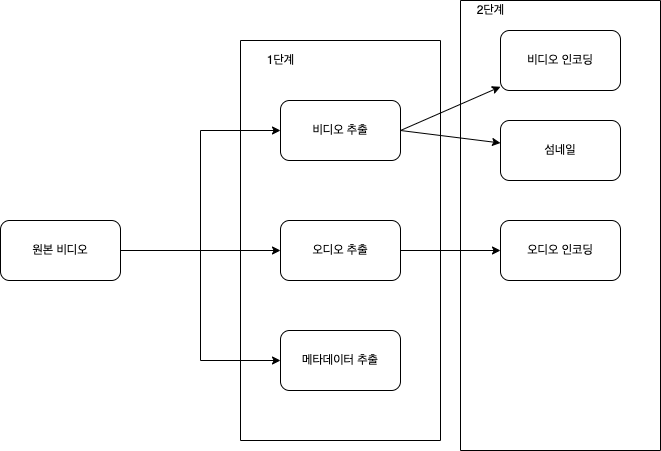 2단계
1단계
비디오 인코딩
비디오 추출
섬네일
원본 비디오
오디오 추출
오디오 인코딩
메타데이터 추출